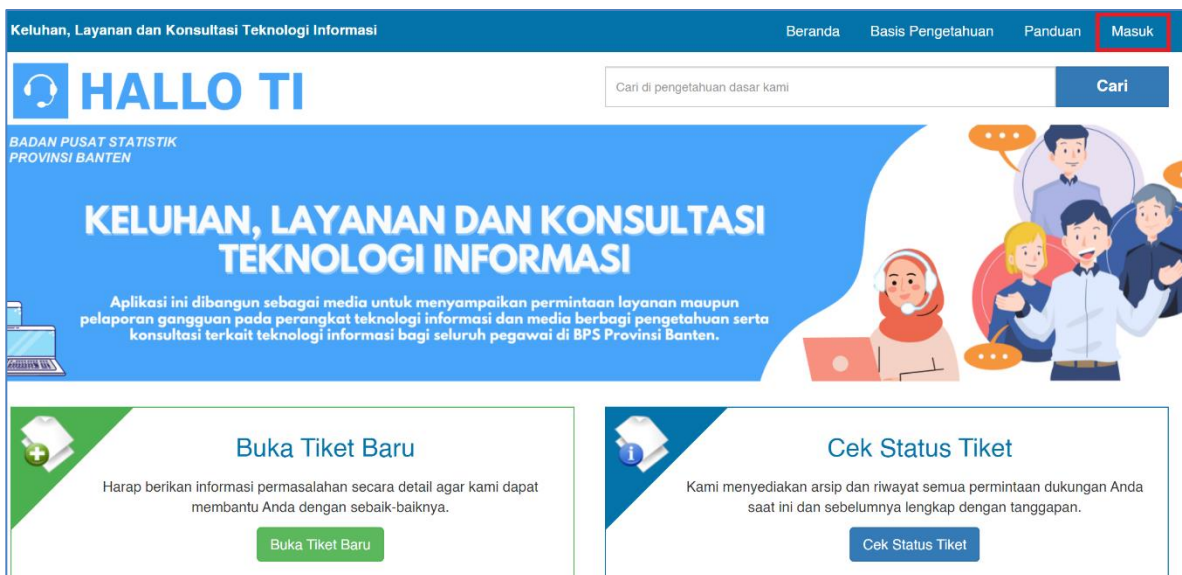 Keluhan, Layanan dan Konsultasi Teknologi Informasi
Beranda
Basis Pengetahuan
Panduan
Masuk
HALLO TI
Cari di pengetahuan dasar kami
Cari
BADAN PUSAT STATISTIK
PROVINSI BANTEN
KELUHAN, LAYANAN DAN KONSULTASI
TEKNOLOGI INFORMASI
Aplikasi ini dibangun sebagai media untuk menyampaikan permintaan layanan maupun
pelaporan gangguan pada perangkat teknologi informasi dan media berbagi pengetahuan serta
konsultasi terkait teknologi informasi bagi seluruh pegawai di BPS Provinsi Banten.
Buka Tiket Baru
Harap berikan informasi permasalahan secara detail agar kami dapat
membantu Anda dengan sebaik-baiknya.
Buka Tiket Baru
Cek Status Tiket
Kami menyediakan arsip dan riwayat semua permintaan dukungan Anda
saat ini dan sebelumnya lengkap dengan tanggapan.
Cek Status Tiket